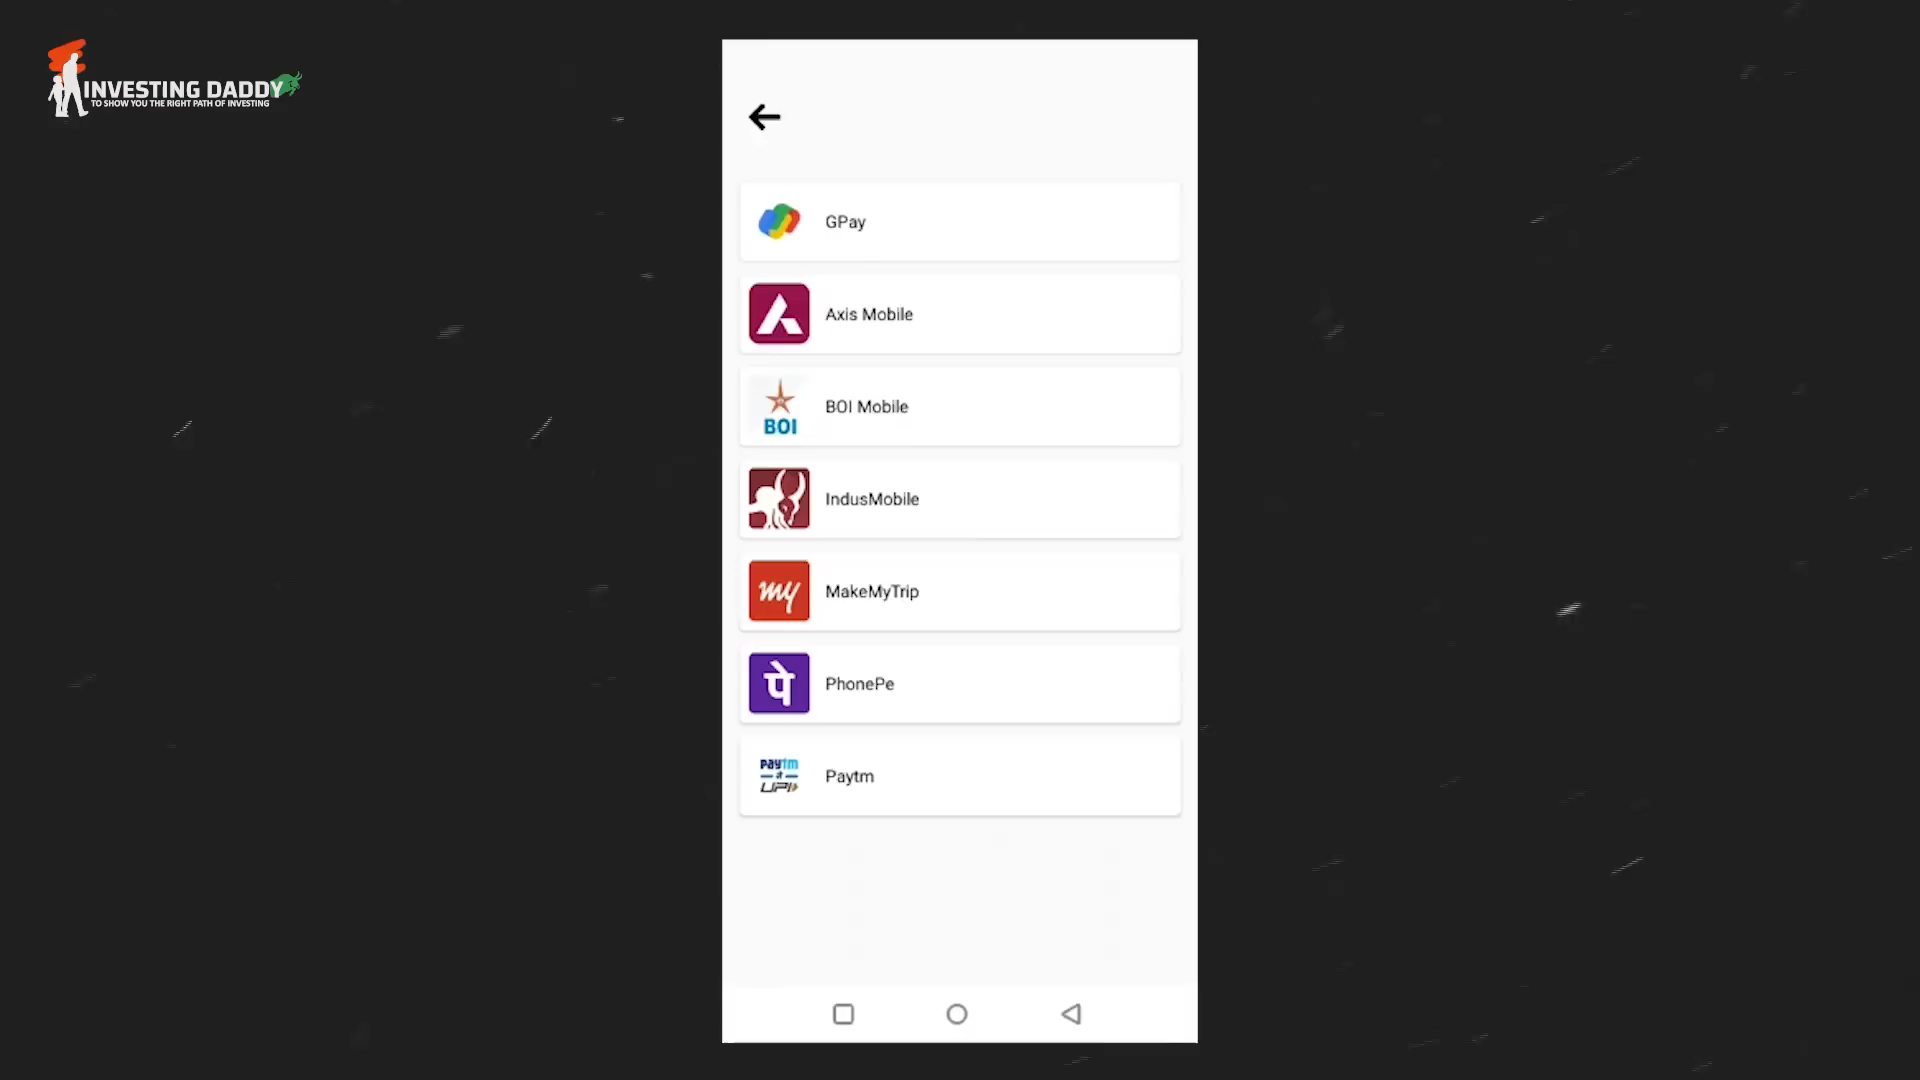 INVESTING DADDY
TO SHOW YOU THE RIGHT PATH OF INVESTING
GPay
Axis Mobile
BOI
BOI Mobile
IndusMobile
my
MakeMyTrip
पे
PhonePe
Paytm
से
UPI
Paytm